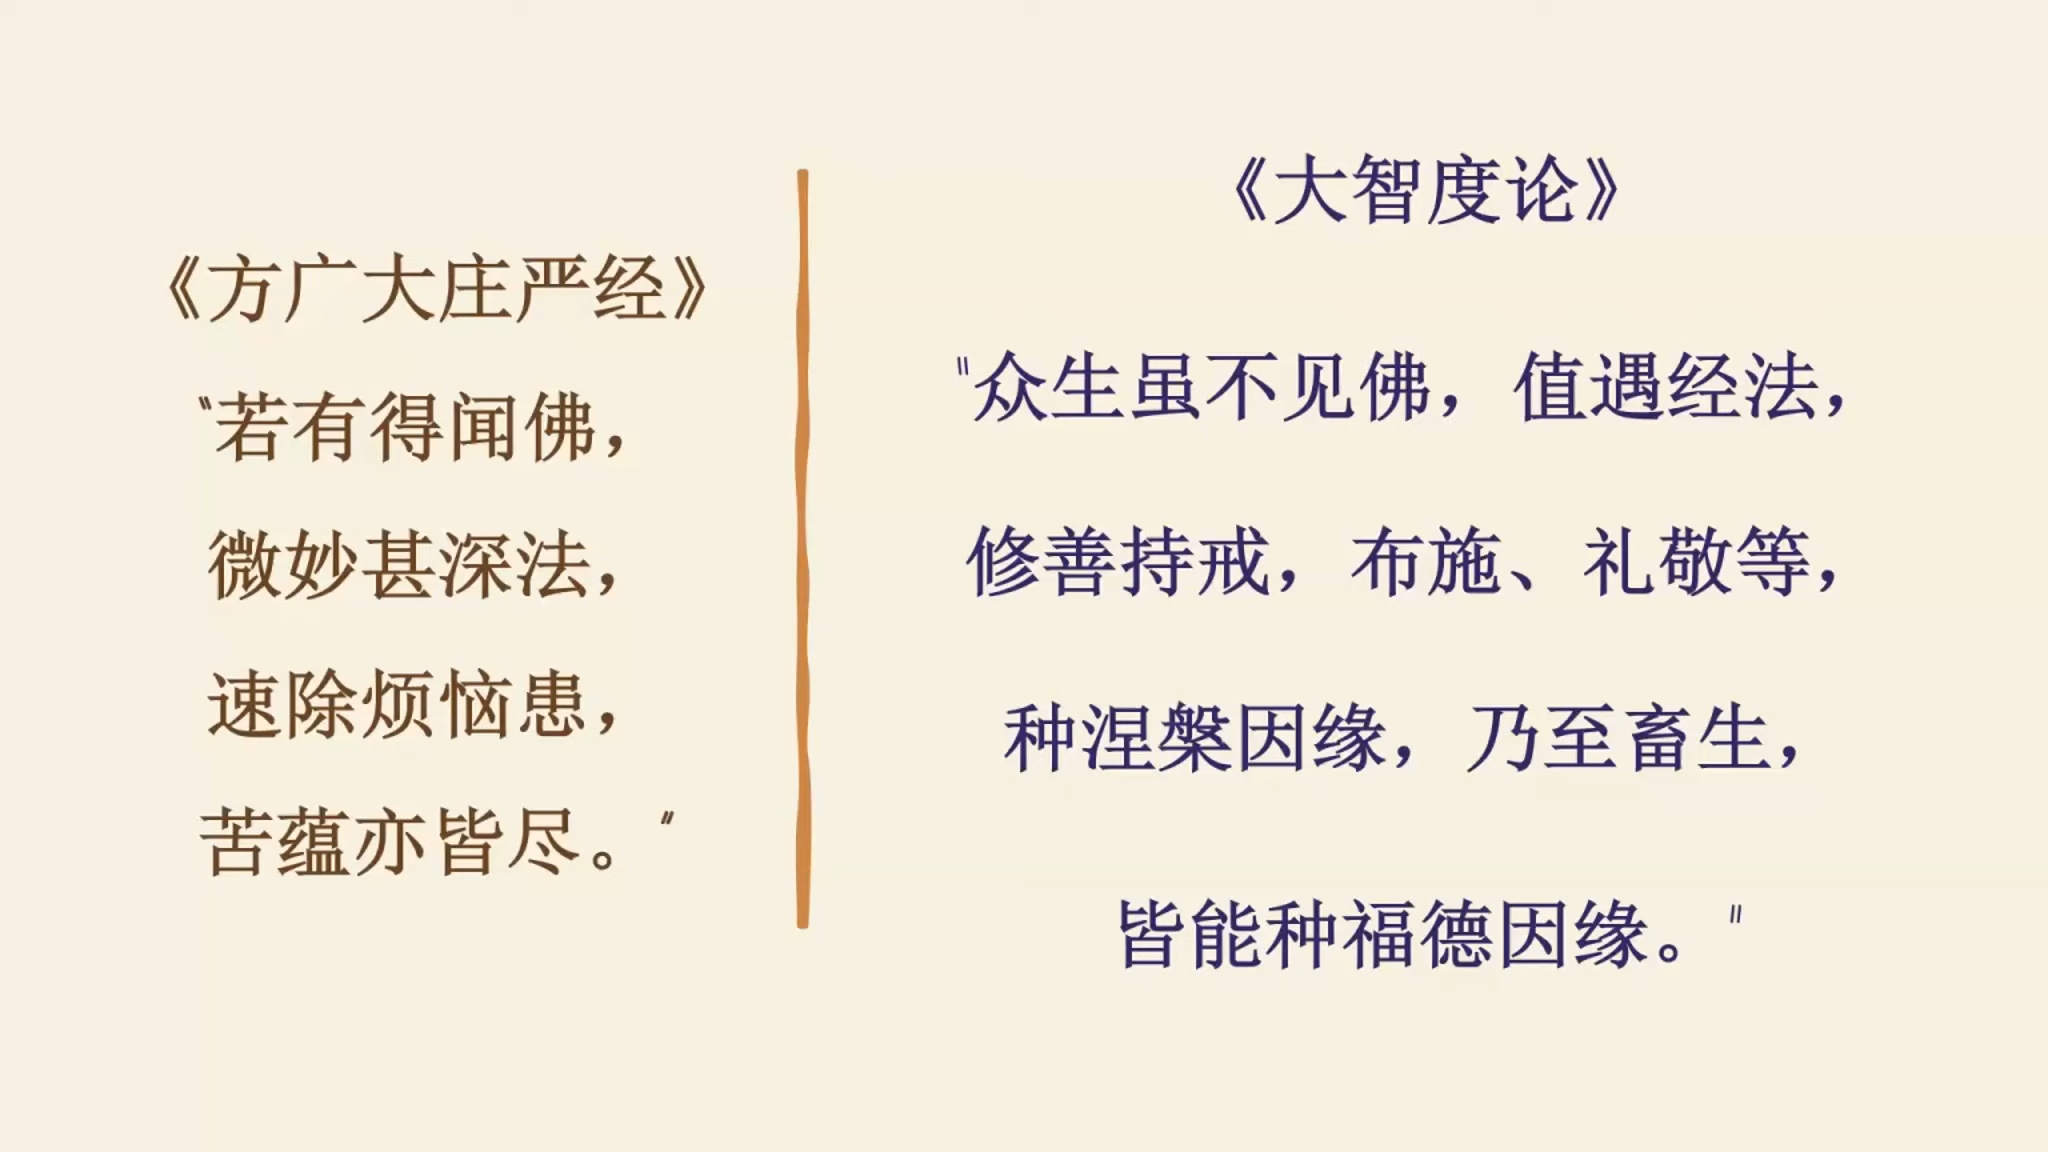 《方广大庄严经》
"若有得闻佛，
微妙甚深法，
速除烦恼患，
苦蕴亦皆尽。"
《大智度论》
"众生虽不见佛，值遇经法，
修善持戒，布施、礼敬等，
种涅槃因缘，乃至畜生，
皆能种福德因缘。"